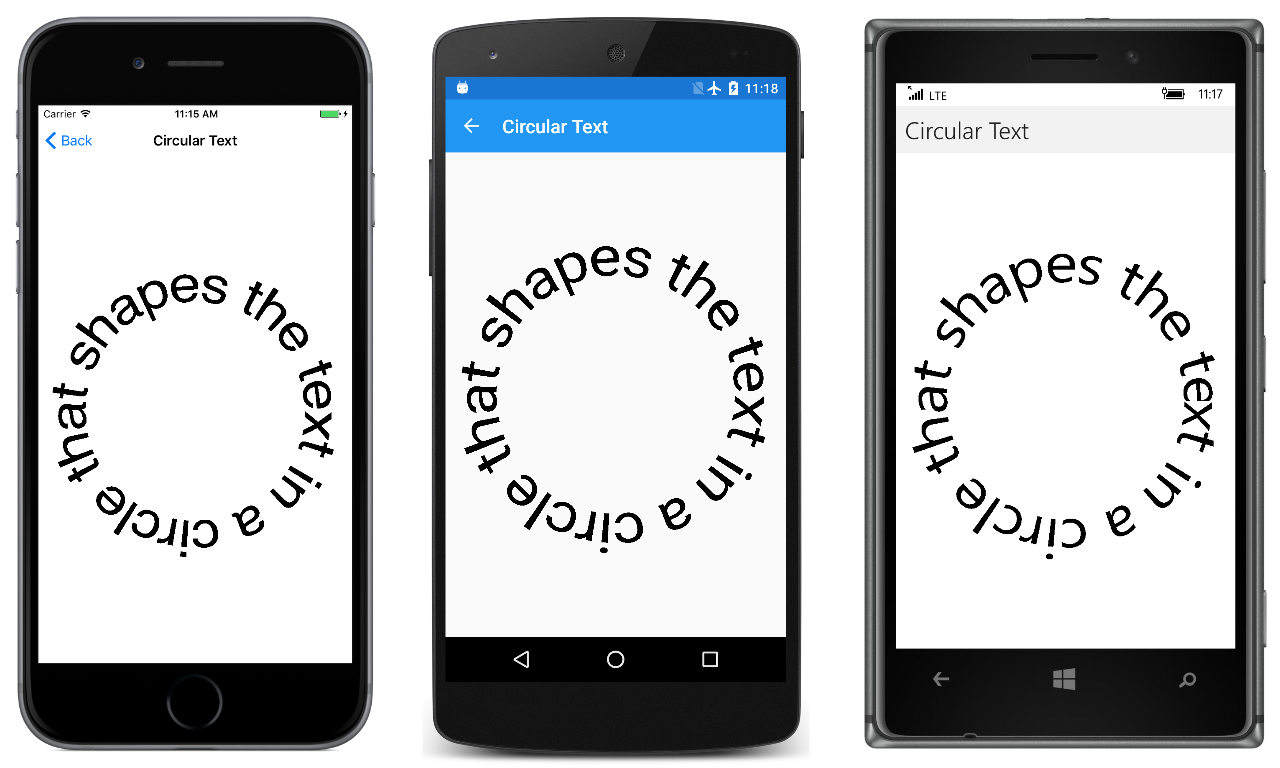 Carrier
11:15 AM
Back
Circular Text
shapes the text in a circle that
11:18
Circular Text
shapes the text in a circle that
LTE
11:17
Circular Text
shapes the text in a circle that